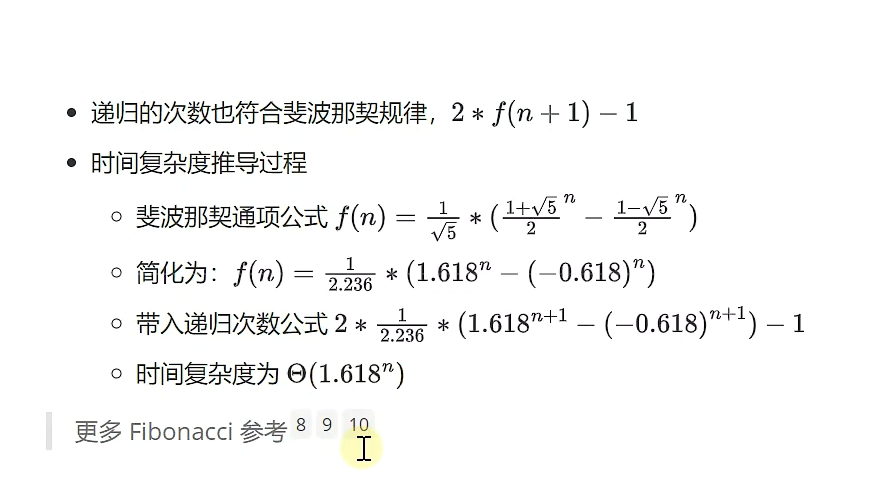 • 递归的次数也符合斐波那契规律，2 * f(n + 1) − 1
• 时间复杂度推导过程
○ 斐波那契通项公式 f(n) = \frac{1}{\sqrt{5}} * (\frac{1+\sqrt{5}}{2}^n − \frac{1−\sqrt{5}}{2}^n)
○ 简化为：f(n) = \frac{1}{2.236} * (1.618^n − (−0.618)^n)
○ 带入递归次数公式 2 * \frac{1}{2.236} * (1.618^{n+1} − (−0.618)^{n+1}) − 1
○ 时间复杂度为 Θ(1.618^n)
更多 Fibonacci 参考 8 9 10